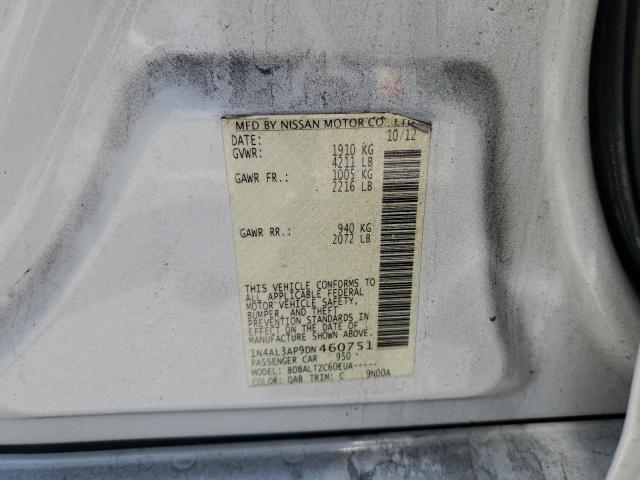 MFD BY NISSAN MOTOR CO., LTD
DATE: 10/12
GVWR: 1910 KG
4211 LB
GAWR FR.: 1005 KG
2216 LB
GAWR RR.: 940 KG
2072 LB
THIS VEHICLE CONFORMS TO
ALL APPLICABLE FEDERAL
MOTOR VEHICLE SAFETY,
BUMPER, AND THEFT
PREVENTION STANDARDS IN
EFFECT ON THE DATE OF
MANUFACTURE SHOWN ABOVE.
1N4AL3AP9DN460751
PASSENGER CAR 950
MODEL: BDBALTZC60EUA-----
COLOR: QAB TRIM: C 9N00A